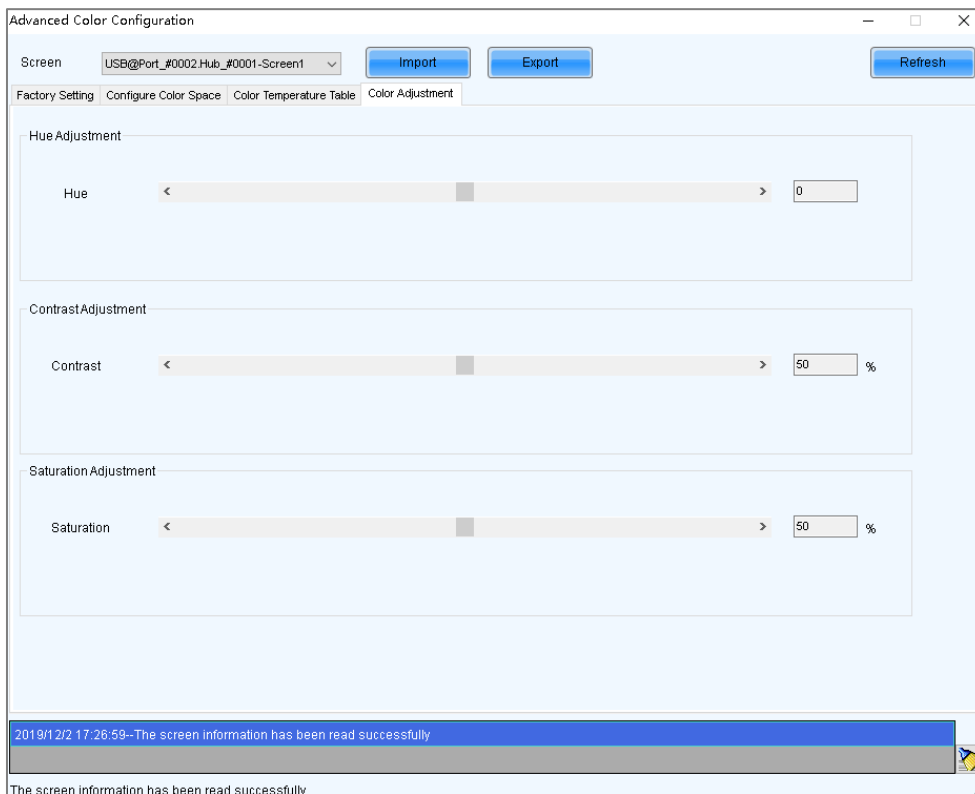 Advanced Color Configuration
Screen USB@Port_#0002.Hub_#0001-Screen1 Import Export Refresh
Factory Setting Configure Color Space Color Temperature Table Color Adjustment
Hue Adjustment
Hue 0
Contrast Adjustment
Contrast 50 %
Saturation Adjustment
Saturation 50 %
2019/12/2 17:26:59--The screen information has been read successfully
The screen information has been read successfully